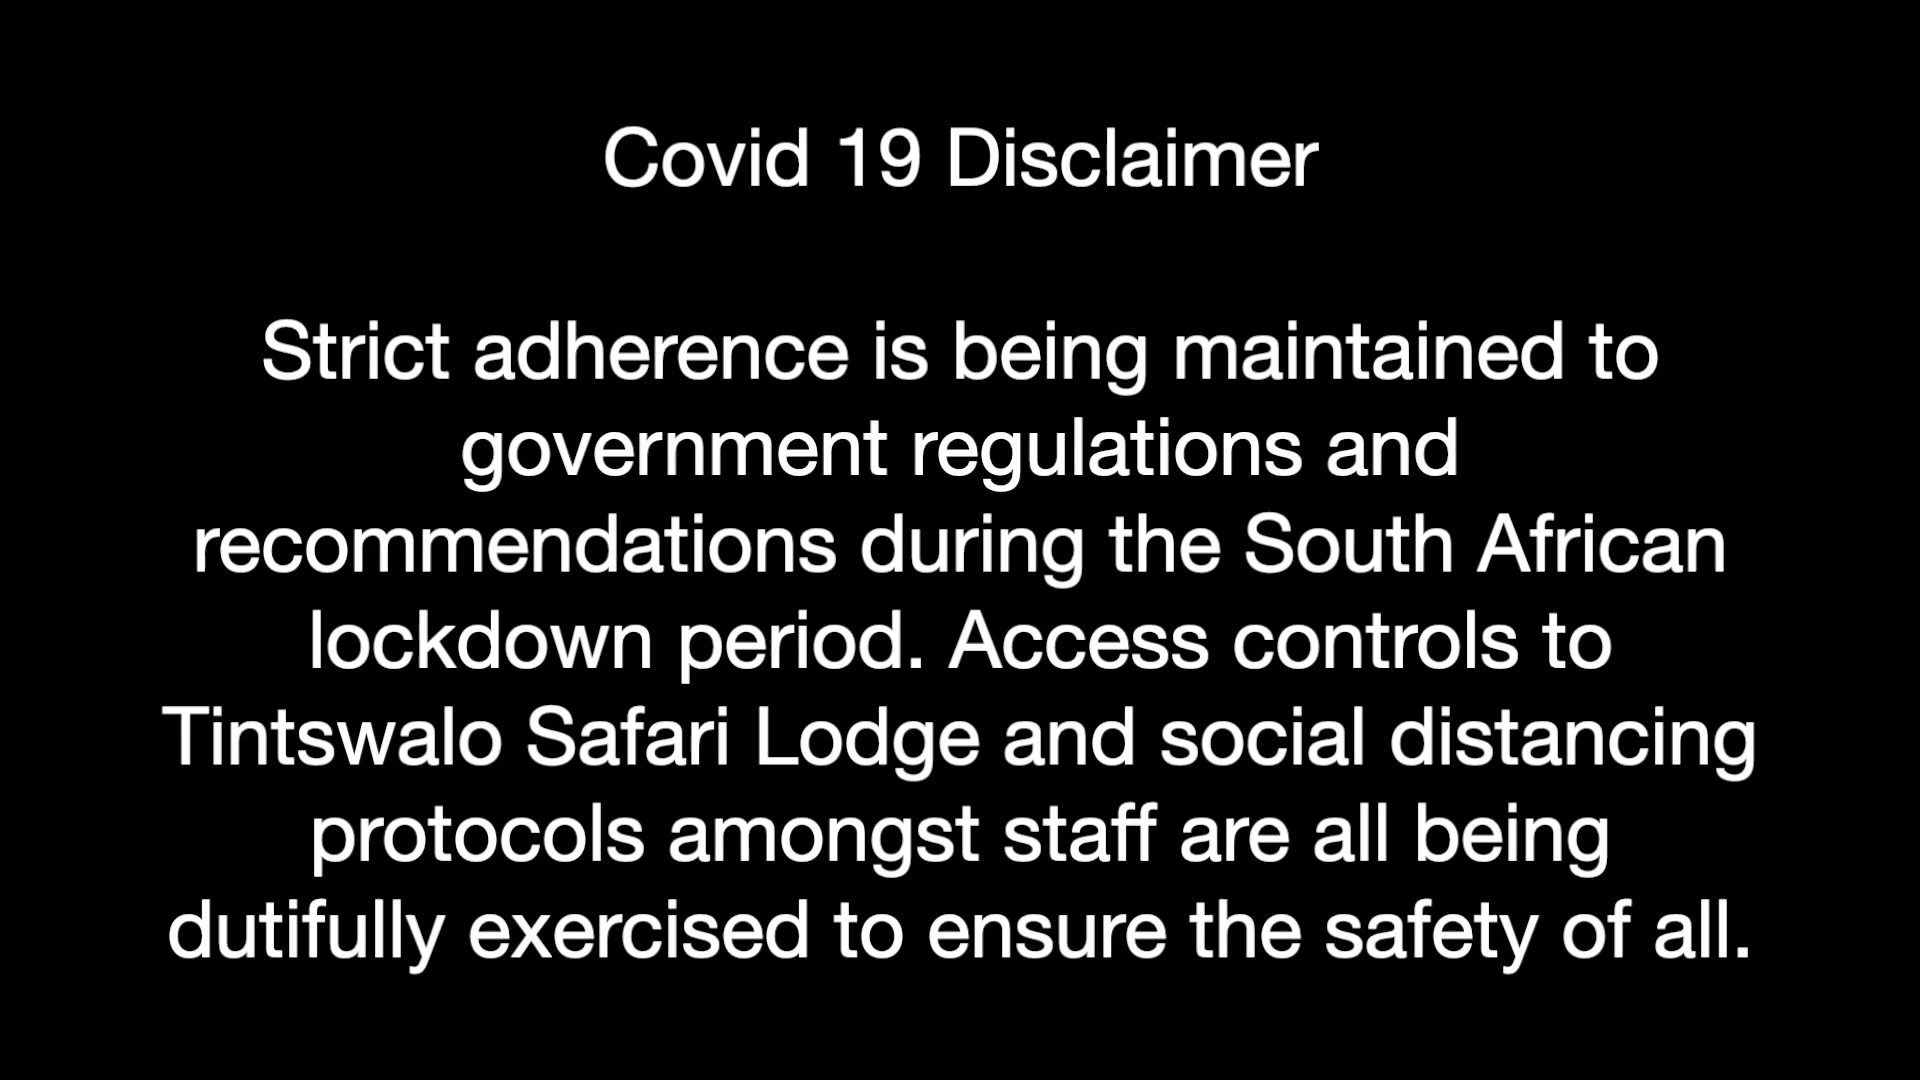 Covid 19 Disclaimer
Strict adherence is being maintained to
government regulations and
recommendations during the South African
lockdown period. Access controls to
Tintswalo Safari Lodge and social distancing
protocols amongst staff are all being
dutifully exercised to ensure the safety of all.